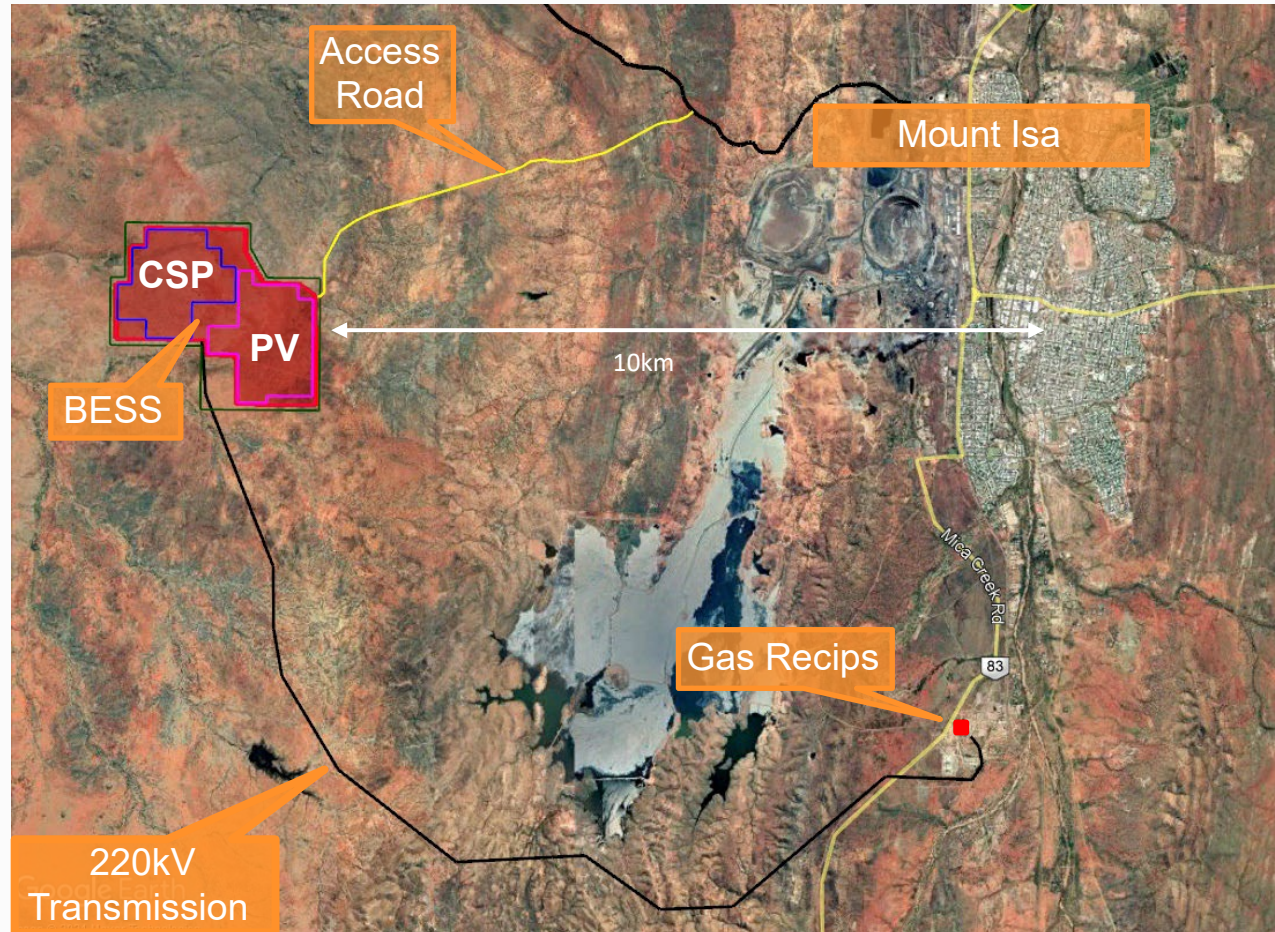 Access
Road
Mount Isa
CSP
PV
10km
BESS
Mica Creek Rd
Gas Recips
83
220kV
Transmission
Google Earth